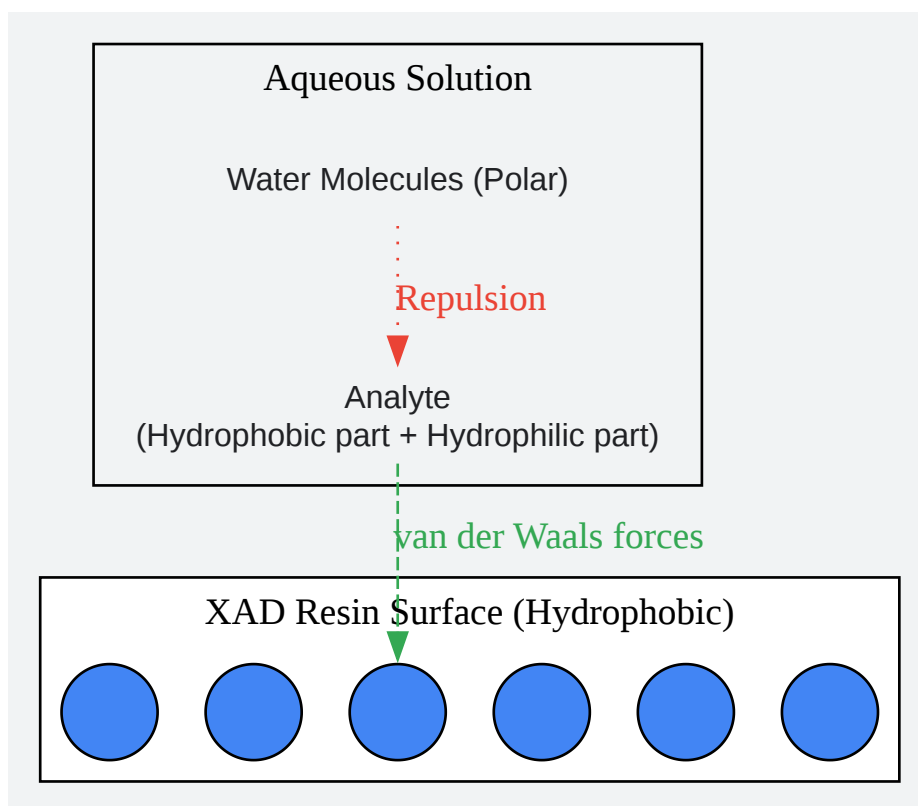 Aqueous Solution
Water Molecules (Polar)
Repulsion
Analyte
(Hydrophobic part + Hydrophilic part)
van der Waals forces
XAD Resin Surface (Hydrophobic)